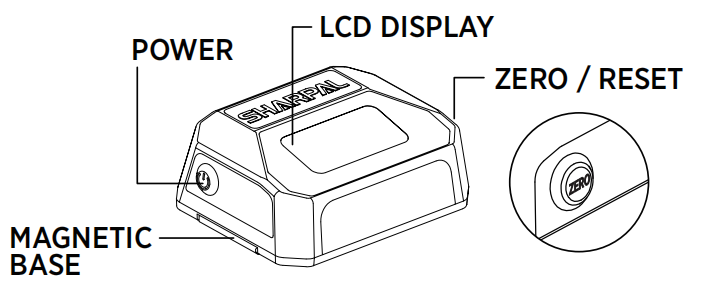 LCD DISPLAY
POWER
ZERO / RESET
SHARPAL
ZERO
MAGNETIC
BASE